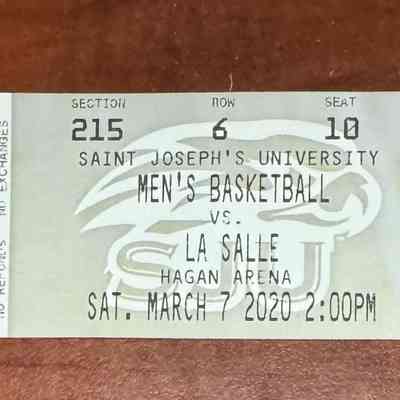 SECTION ROW SEAT
215 6 10
SAINT JOSEPH'S UNIVERSITY
MEN'S BASKETBALL
VS.
LA SALLE
HAGAN ARENA
SAT. MARCH 7 2020 2:00PM
SJU
NO REFUNDS NO EXCHANGES